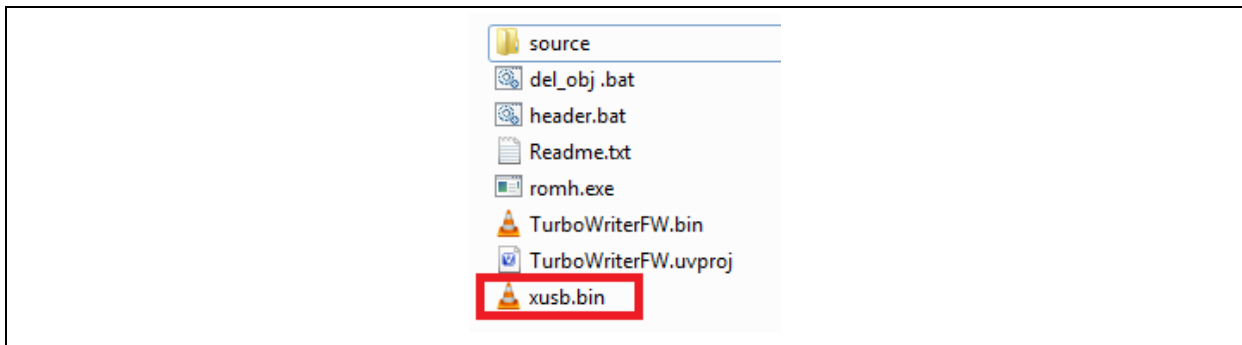 source
del_obj .bat
header.bat
Readme.txt
romh.exe
TurboWriterFW.bin
TurboWriterFW.uvproj
xusb.bin